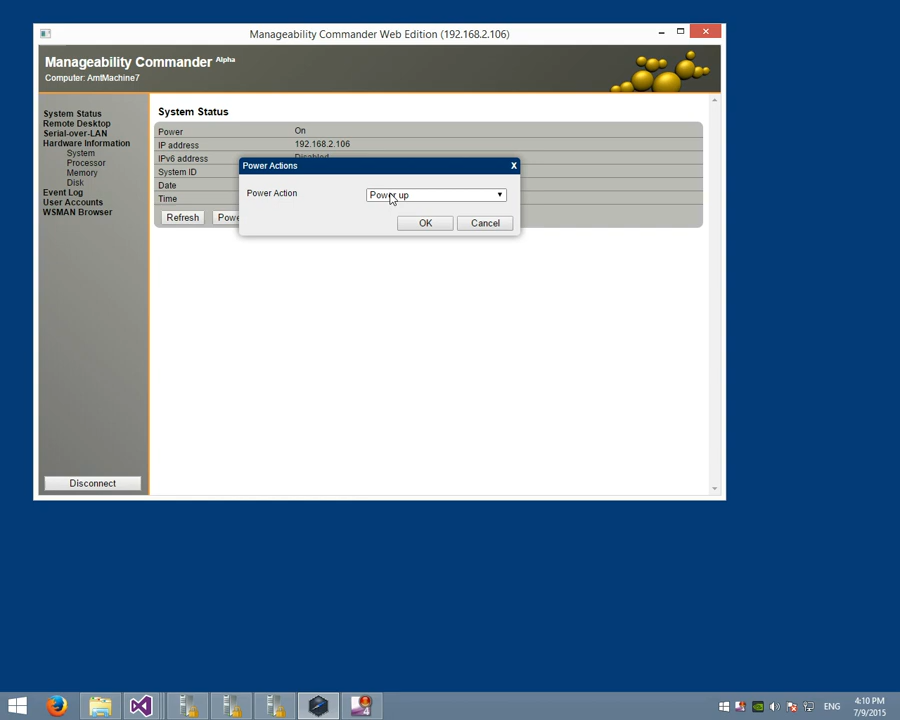 Manageability Commander Web Edition (192.168.2.106)
Manageability Commander Alpha
Computer: AmtMachine7
System Status
Remote Desktop
Serial-over-LAN
Hardware Information
System
Processor
Memory
Disk
Event Log
User Accounts
WSMAN Browser
Disconnect
System Status
Power On
IP address 192.168.2.106
IPv6 address Disabled
System ID
Date
Time
Refresh Powe
Power Actions X
Power Action Power up
OK Cancel
ENG 4:10 PM
7/9/2015